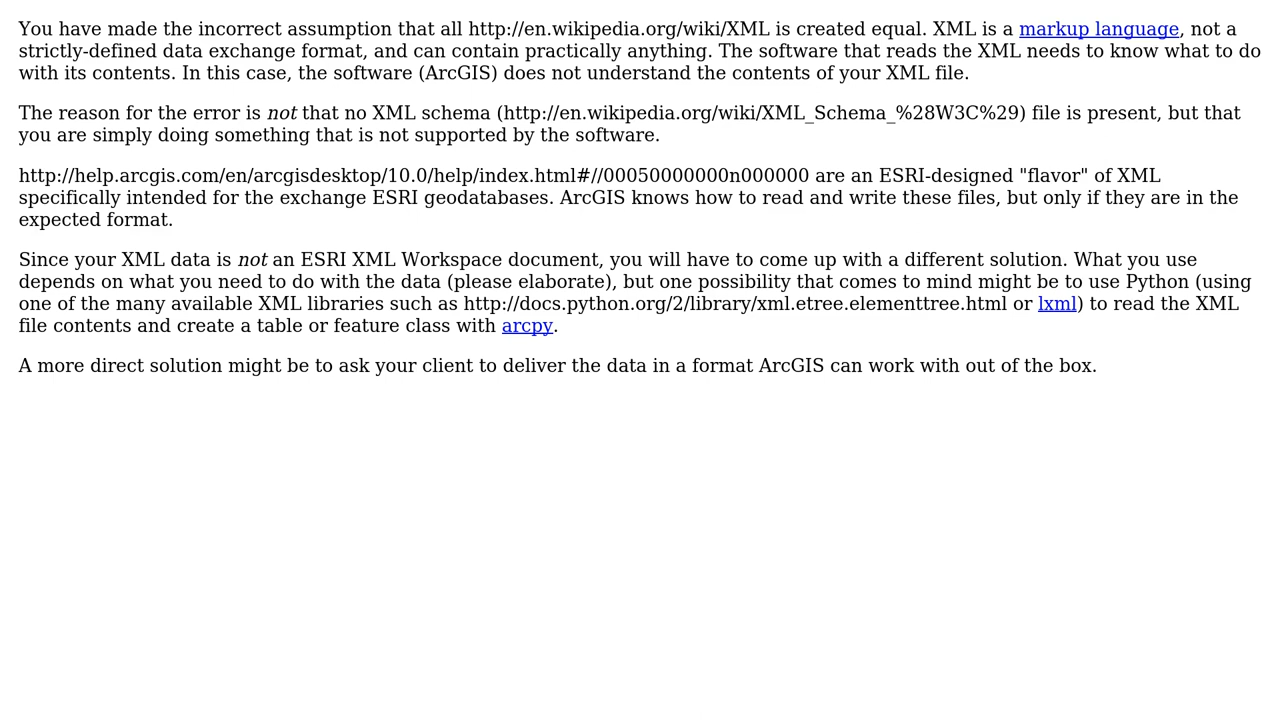 You have made the incorrect assumption that all http://en.wikipedia.org/wiki/XML is created equal. XML is a markup language, not a
strictly-defined data exchange format, and can contain practically anything. The software that reads the XML needs to know what to do
with its contents. In this case, the software (ArcGIS) does not understand the contents of your XML file.
The reason for the error is not that no XML schema (http://en.wikipedia.org/wiki/XML_Schema_%28W3C%29) file is present, but that
you are simply doing something that is not supported by the software.
http://help.arcgis.com/en/arcgisdesktop/10.0/help/index.html#//00050000000n000000 are an ESRI-designed "flavor" of XML
specifically intended for the exchange ESRI geodatabases. ArcGIS knows how to read and write these files, but only if they are in the
expected format.
Since your XML data is not an ESRI XML Workspace document, you will have to come up with a different solution. What you use
depends on what you need to do with the data (please elaborate), but one possibility that comes to mind might be to use Python (using
one of the many available XML libraries such as http://docs.python.org/2/library/xml.etree.elementtree.html or lxml) to read the XML
file contents and create a table or feature class with arcpy.
A more direct solution might be to ask your client to deliver the data in a format ArcGIS can work with out of the box.